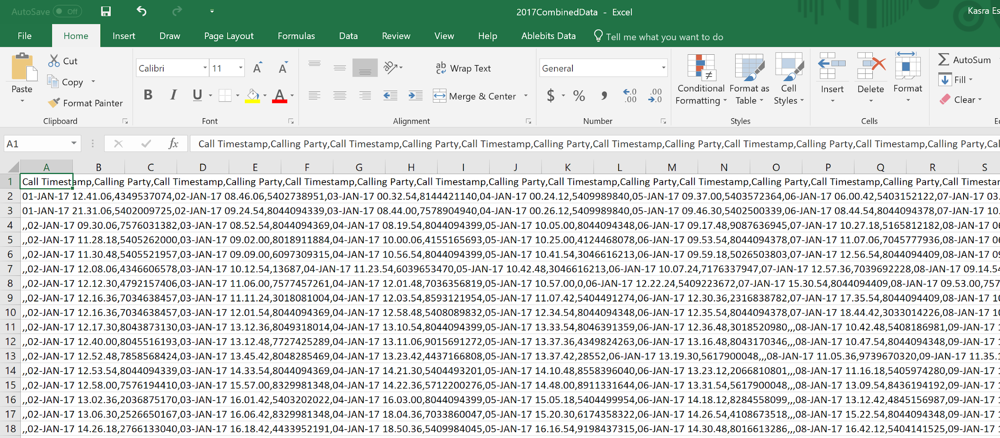 AutoSave Off 2017CombinedData - Excel Kasra Es
File Home Insert Draw Page Layout Formulas Data Review View Help Ablebits Data Tell me what you want to do
Paste Cut Copy Format Painter Clipboard
Calibri 11 A A B I U A Font
ab Wrap Text Merge & Center Alignment
General $ % , .0 .00 .00 .0 Number
Conditional Formatting Format as Table Cell Styles Styles
Insert Delete Format Cells
AutoSum Fill Clear
A1 fx Call Timestamp,Calling Party,Call Timestamp,Calling Party,Call Timestamp,Calling Party,Call Timestamp,Calling Party,Call Timestamp,Calling Party,Call Timestamp,Calling Party,Cal
A B C D E F G H I J K L M N O P Q R S
1 Call Timestamp,Calling Party,Call Timestamp,Calling Party,Call Timestamp,Calling Party,Call Timestamp,Calling Party,Call Timestamp,Calling Party,Call Timestamp,Calling Party,Call Timestamp,Calling Party,Call Timestar
2 01-JAN-17 12.41.06,4349537074,02-JAN-17 08.46.06,5402738951,03-JAN-17 00.32.54,8144421140,04-JAN-17 00.24.12,5409989840,05-JAN-17 09.37.00,5403572364,06-JAN-17 06.00.42,5403152122,07-JAN-17 03.
3 01-JAN-17 21.31.06,5402009725,02-JAN-17 09.24.54,8044094339,03-JAN-17 08.44.00,7578904940,04-JAN-17 00.26.12,5409989840,05-JAN-17 09.46.30,5402500339,06-JAN-17 08.44.54,8044094378,07-JAN-17 10.
4 ,,02-JAN-17 09.30.06,7576031382,03-JAN-17 08.52.54,8044094369,04-JAN-17 08.19.54,8044094399,05-JAN-17 10.05.00,8044094348,06-JAN-17 09.17.48,9087636945,07-JAN-17 10.27.18,5165812182,08-JAN-17 06
5 ,,02-JAN-17 11.28.18,5405262000,03-JAN-17 09.02.00,8018911884,04-JAN-17 10.00.06,4155165693,05-JAN-17 10.25.00,4124468078,06-JAN-17 09.53.54,8044094378,07-JAN-17 11.07.06,7045777936,08-JAN-17 06
6 ,,02-JAN-17 11.30.48,5405521957,03-JAN-17 09.09.00,6097309315,04-JAN-17 10.56.54,8044094399,05-JAN-17 10.41.54,3046616213,06-JAN-17 09.59.18,5026503803,07-JAN-17 12.56.54,8044094409,08-JAN-17 09
7 ,,02-JAN-17 12.08.06,4346606578,03-JAN-17 10.12.54,13687,04-JAN-17 11.23.54,6039653470,05-JAN-17 10.42.48,3046616213,06-JAN-17 10.07.24,7176337947,07-JAN-17 12.57.36,7039692228,08-JAN-17 09.14.54
8 ,,02-JAN-17 12.12.30,4792157406,03-JAN-17 11.06.00,7577457261,04-JAN-17 12.01.48,7036356819,05-JAN-17 10.57.00,0,06-JAN-17 12.22.24,5409223672,07-JAN-17 15.30.54,8044094409,08-JAN-17 09.53.00,757
9 ,,02-JAN-17 12.16.36,7034638457,03-JAN-17 11.11.24,3018081004,04-JAN-17 12.03.54,8593121954,05-JAN-17 11.07.42,5404491274,06-JAN-17 12.30.36,2316838782,07-JAN-17 17.35.54,8044094409,08-JAN-17 10
10 ,,02-JAN-17 12.16.36,7034638457,03-JAN-17 12.01.54,8044094369,04-JAN-17 12.58.48,5408089832,05-JAN-17 12.34.54,8044094348,06-JAN-17 12.35.54,8044094378,07-JAN-17 18.44.42,3033014226,08-JAN-17 10
11 ,,02-JAN-17 12.17.30,8043873130,03-JAN-17 13.12.36,8049318014,04-JAN-17 13.10.54,8044094399,05-JAN-17 13.33.54,8046391359,06-JAN-17 12.36.48,3018520980,,,08-JAN-17 10.42.48,5408186981,09-JAN-17 1
12 ,,02-JAN-17 12.40.00,8045516193,03-JAN-17 13.12.48,7727425289,04-JAN-17 13.11.06,9015691272,05-JAN-17 13.37.36,4349824263,06-JAN-17 13.16.48,8043170346,,,08-JAN-17 10.47.54,8044094348,09-JAN-17 1
13 ,,02-JAN-17 12.52.48,7858568424,03-JAN-17 13.45.42,8048285469,04-JAN-17 13.23.42,4437166808,05-JAN-17 13.37.42,28552,06-JAN-17 13.19.30,5617900048,,,08-JAN-17 11.05.36,9739670320,09-JAN-17 11.35.1
14 ,,02-JAN-17 12.53.54,8044094339,03-JAN-17 14.33.54,8044094369,04-JAN-17 14.21.30,5404493201,05-JAN-17 14.10.48,8558396040,06-JAN-17 13.23.12,2066810801,,,08-JAN-17 11.16.18,5405974280,09-JAN-17 1
15 ,,02-JAN-17 12.58.00,7576194410,03-JAN-17 15.57.00,8329981348,04-JAN-17 14.22.36,5712200276,05-JAN-17 14.48.00,8911331644,06-JAN-17 13.31.54,5617900048,,,08-JAN-17 13.09.54,8436194192,09-JAN-17 1
16 ,,02-JAN-17 13.02.36,2036875170,03-JAN-17 16.01.42,5403202022,04-JAN-17 16.03.00,8044094399,05-JAN-17 15.05.18,5404499954,06-JAN-17 14.18.12,8284558099,,,08-JAN-17 13.12.42,4845156987,09-JAN-17 1
17 ,,02-JAN-17 13.06.30,2526650167,03-JAN-17 16.06.42,8329981348,04-JAN-17 18.04.36,7033860047,05-JAN-17 15.20.30,6174358322,06-JAN-17 14.26.54,4108673518,,,08-JAN-17 15.22.54,8044094348,09-JAN-17 1
18 ,,02-JAN-17 14.26.18,2766133040,03-JAN-17 16.18.42,4433952191,04-JAN-17 18.50.36,5409984045,05-JAN-17 16.16.54,9198437315,06-JAN-17 14.30.48,8016613286,,,08-JAN-17 16.42.12,5404141525,09-JAN-17 1